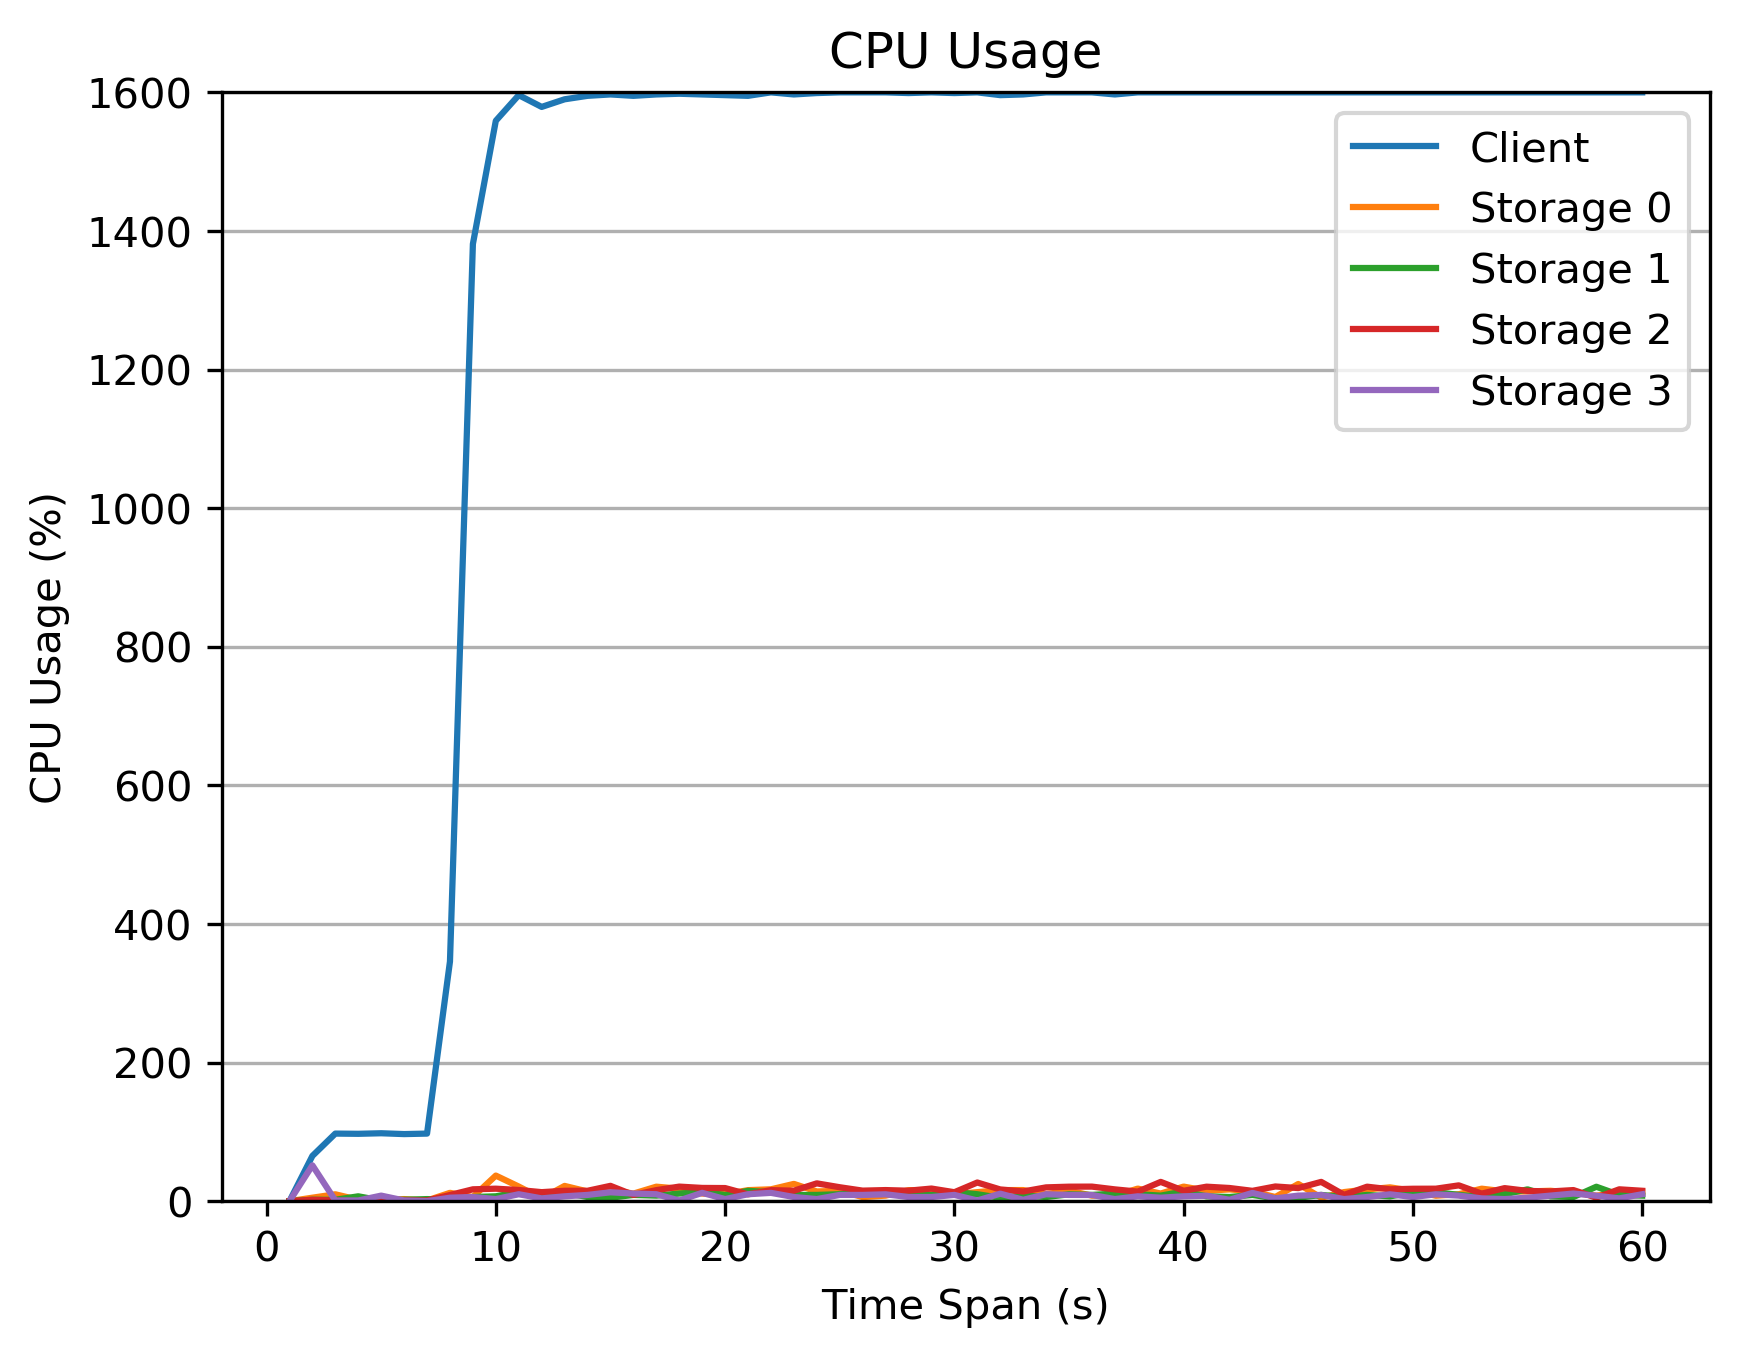 CPU Usage
1600
1400
1200
1000
800
600
400
200
0
CPU Usage (%)
Client
Storage 0
Storage 1
Storage 2
Storage 3
0 10 20 30 40 50 60
Time Span (s)